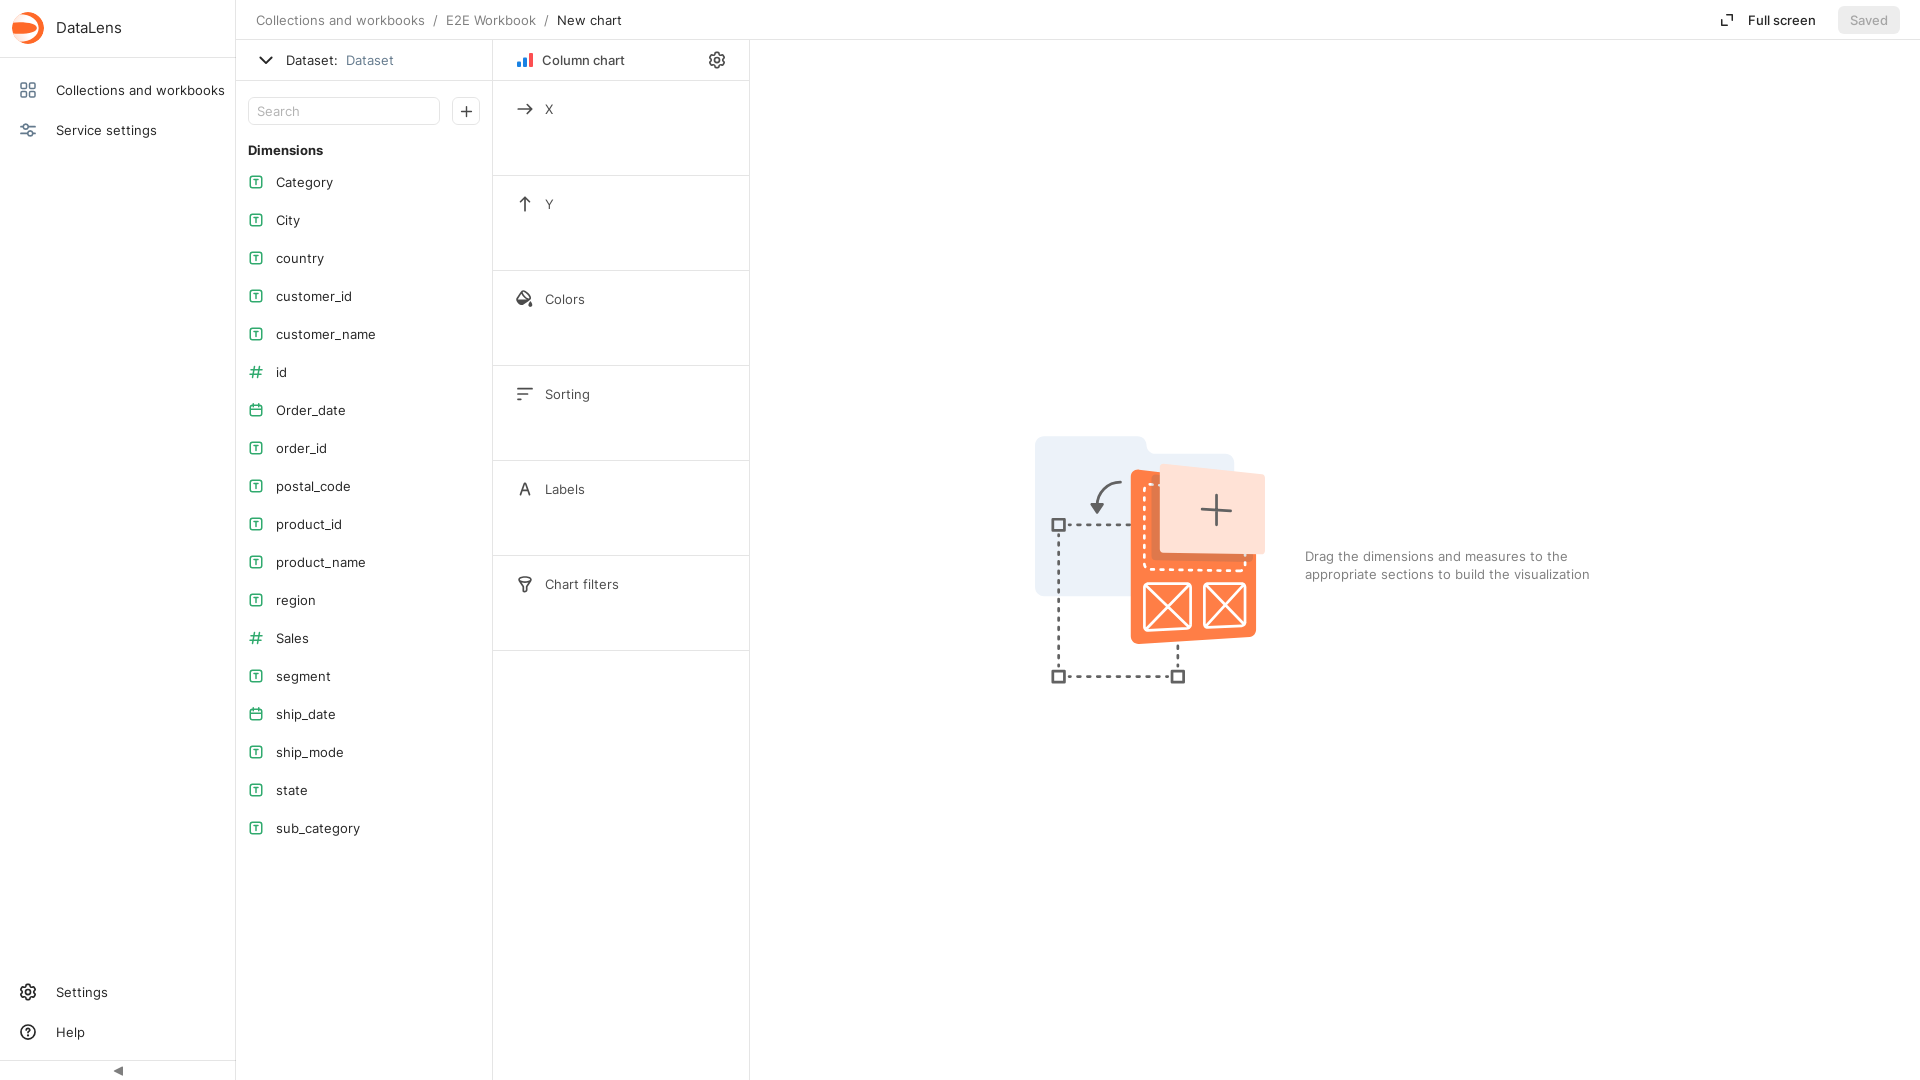 DataLens
Collections and workbooks
Service settings
Settings
Help
Collections and workbooks / E2E Workbook / New chart
Full screen
Saved
Dataset: Dataset
Search
Dimensions
Category
City
country
customer_id
customer_name
id
Order_date
order_id
postal_code
product_id
product_name
region
Sales
segment
ship_date
ship_mode
state
sub_category
Column chart
X
Y
Colors
Sorting
Labels
Chart filters
Drag the dimensions and measures to the
appropriate sections to build the visualization